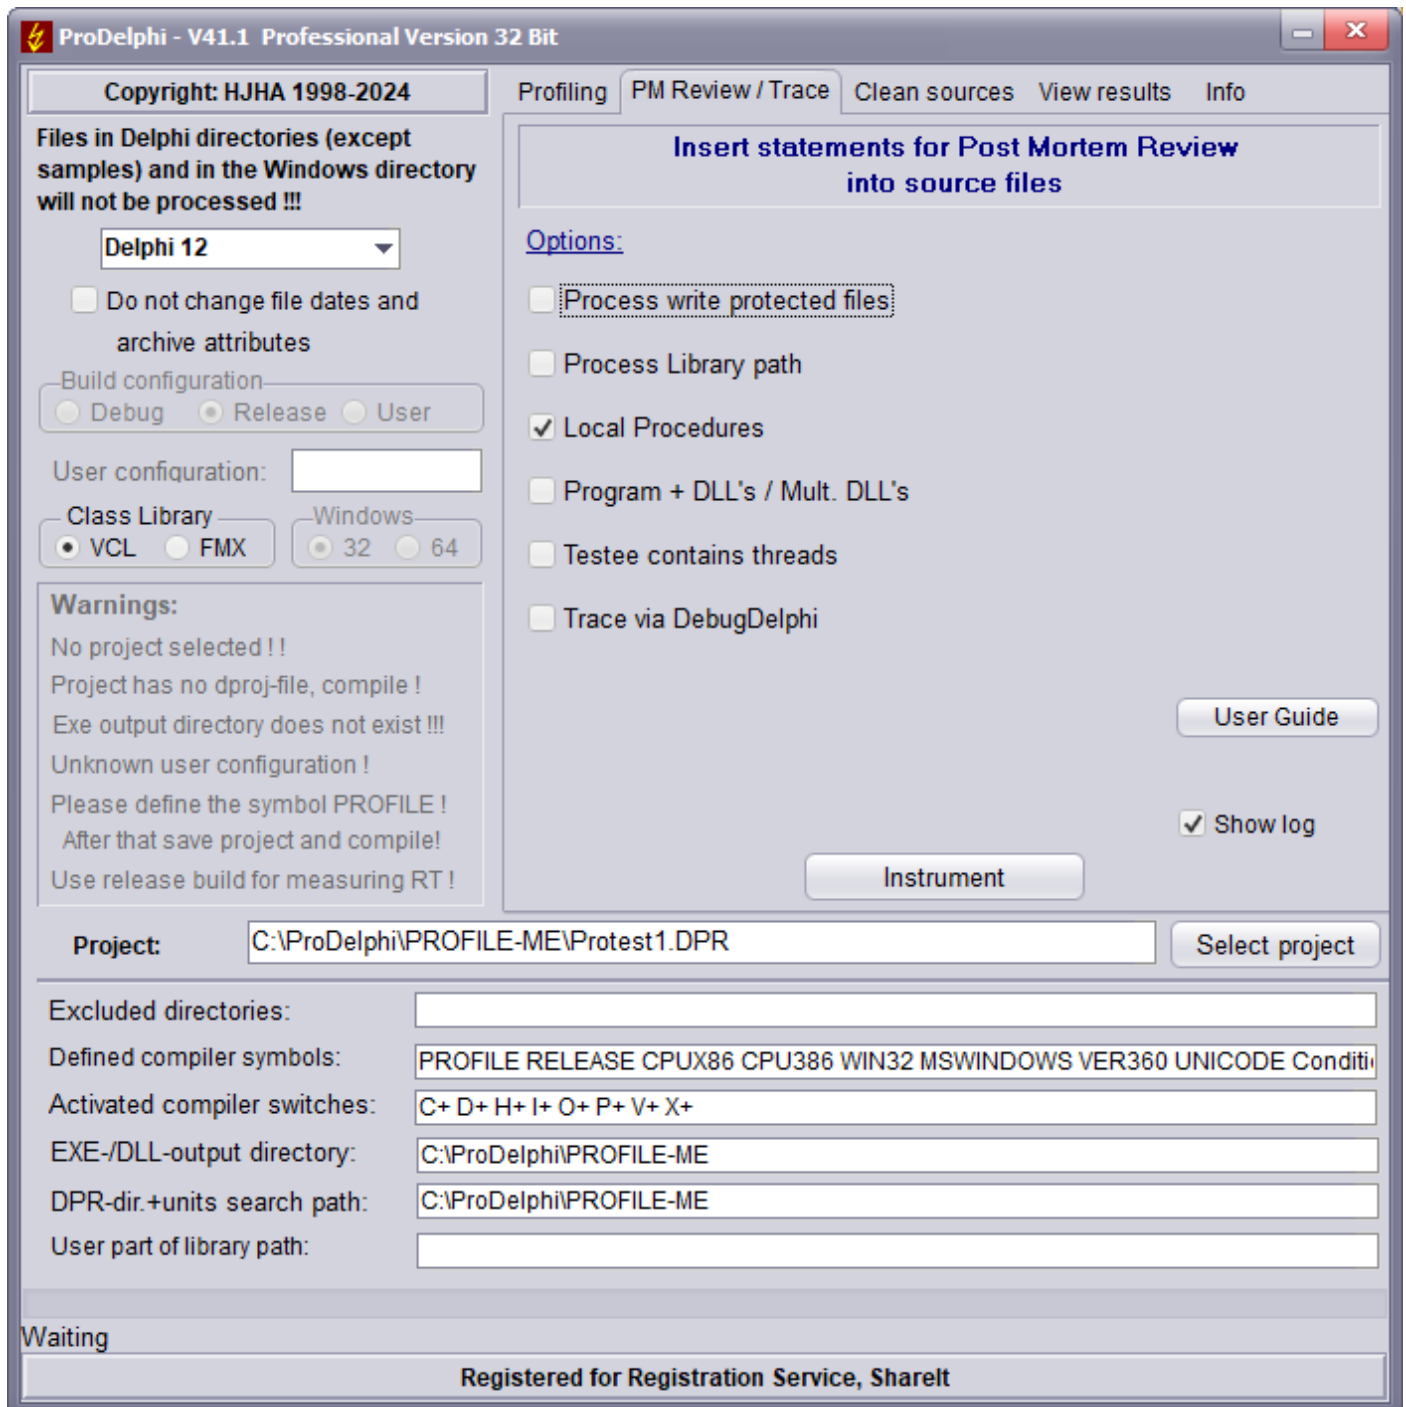 ProDelphi - V41.1 Professional Version 32 Bit
Copyright: HJHA 1998-2024
Files in Delphi directories (except
samples) and in the Windows directory
will not be processed !!!
Delphi 12
Do not change file dates and
archive attributes
Build configuration
Debug Release User
User configuration:
Class Library
VCL FMX
Windows
32 64
Warnings:
No project selected ! !
Project has no dproj-file, compile !
Exe output directory does not exist !!!
Unknown user configuration !
Please define the symbol PROFILE !
After that save project and compile!
Use release build for measuring RT !
Profiling PM Review / Trace Clean sources View results Info
Insert statements for Post Mortem Review
into source files
Options:
Process write protected files
Process Library path
Local Procedures
Program + DLL's / Mult. DLL's
Testee contains threads
Trace via DebugDelphi
User Guide
Show log
Instrument
Project: C:\ProDelphi\PROFILE-ME\Protest1.DPR Select project
Excluded directories:
Defined compiler symbols: PROFILE RELEASE CPUX86 CPU386 WIN32 MSWINDOWS VER360 UNICODE Conditi
Activated compiler switches: C+ D+ H+ I+ O+ P+ V+ X+
EXE-/DLL-output directory: C:\ProDelphi\PROFILE-ME
DPR-dir.+units search path: C:\ProDelphi\PROFILE-ME
User part of library path:
Waiting
Registered for Registration Service, ShareIt